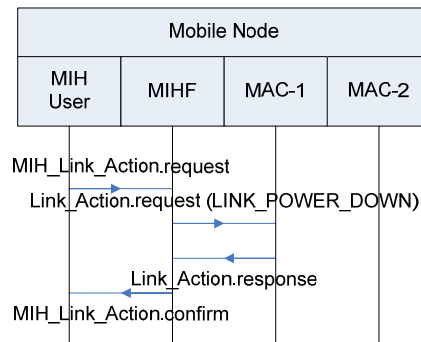 Mobile Node
MIH
User
MIHF
MAC-1
MAC-2
MIH_Link_Action.request
Link_Action.request (LINK_POWER_DOWN)
Link_Action.response
MIH_Link_Action.confirm